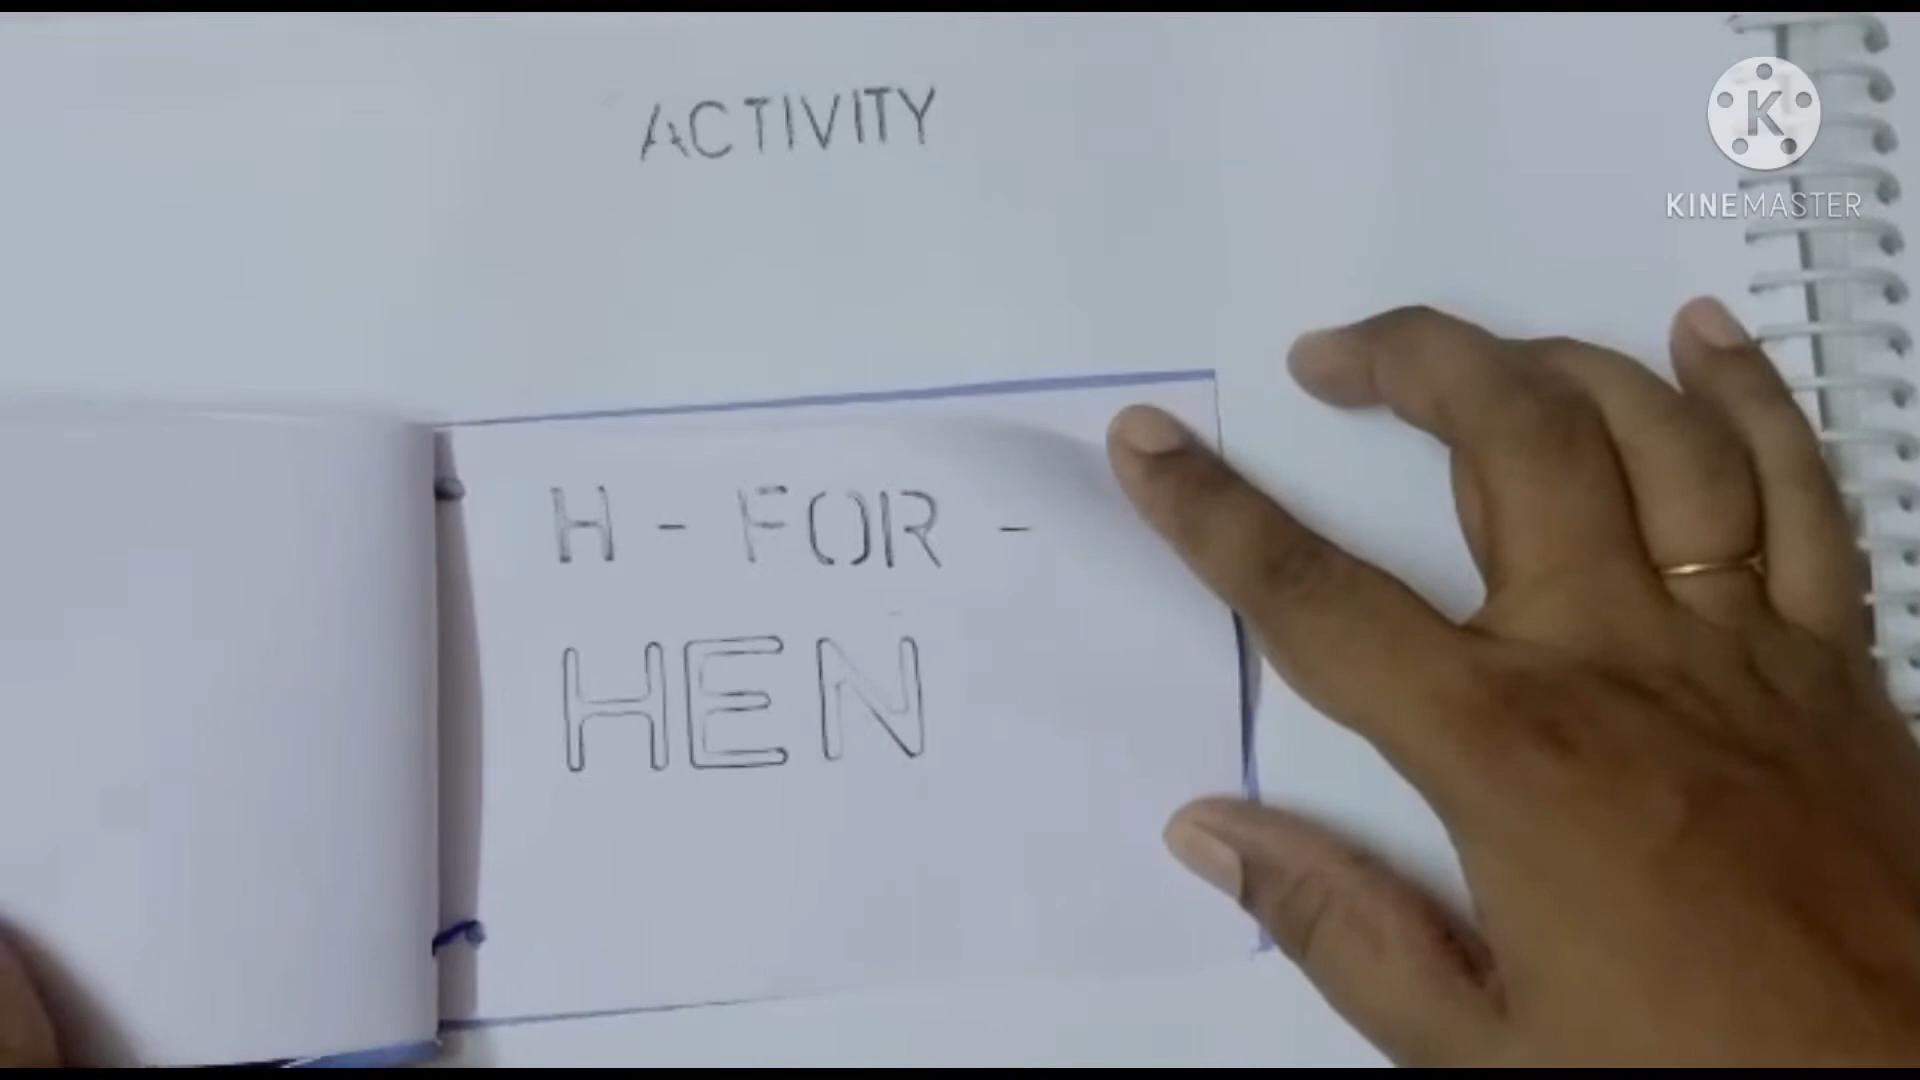 ACTIVITY
K
KINEMASTER
H - FOR -
HEN